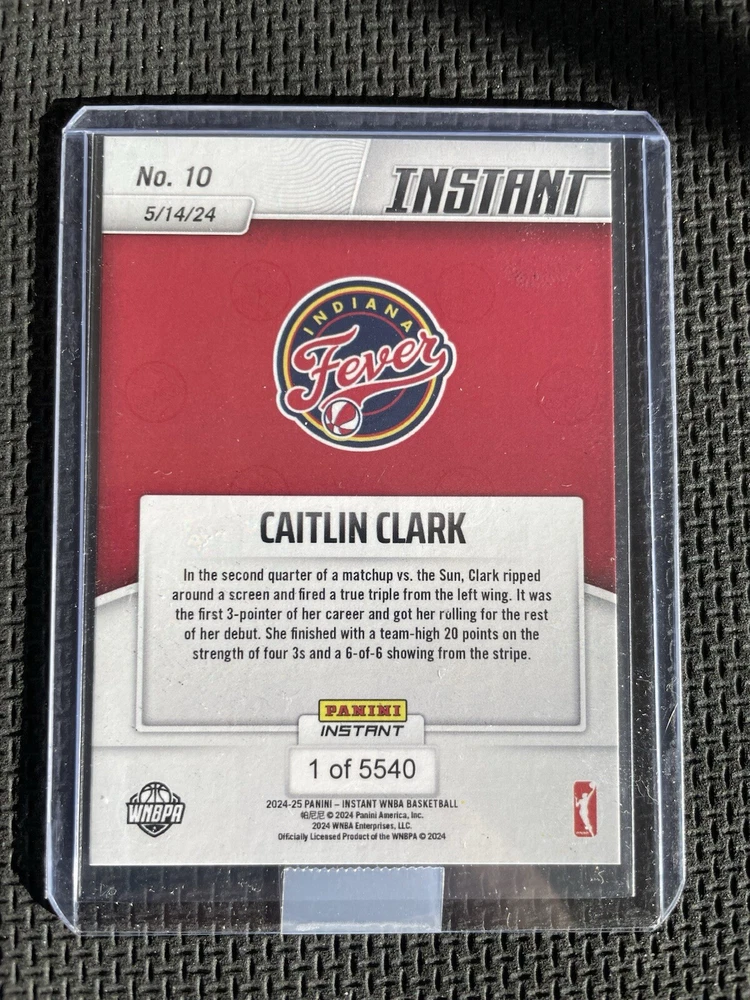 No. 10
INSTANT
5/14/24
INDIANA
Fever
CAITLIN CLARK
In the second quarter of a matchup vs. the Sun, Clark ripped
around a screen and fired a true triple from the left wing. It was
the first 3-pointer of her career and got her rolling for the rest
of her debut. She finished with a team-high 20 points on the
strength of four 3s and a 6-of-6 showing from the stripe.
PANINI
INSTANT
1 of 5540
WNBPA
2024-25 PANINI – INSTANT WNBA BASKETBALL
帕尼尼 © 2024 Panini America, Inc.
2024 WNBA Enterprises, LLC.
Officially Licensed Product of the WNBPA © 2024